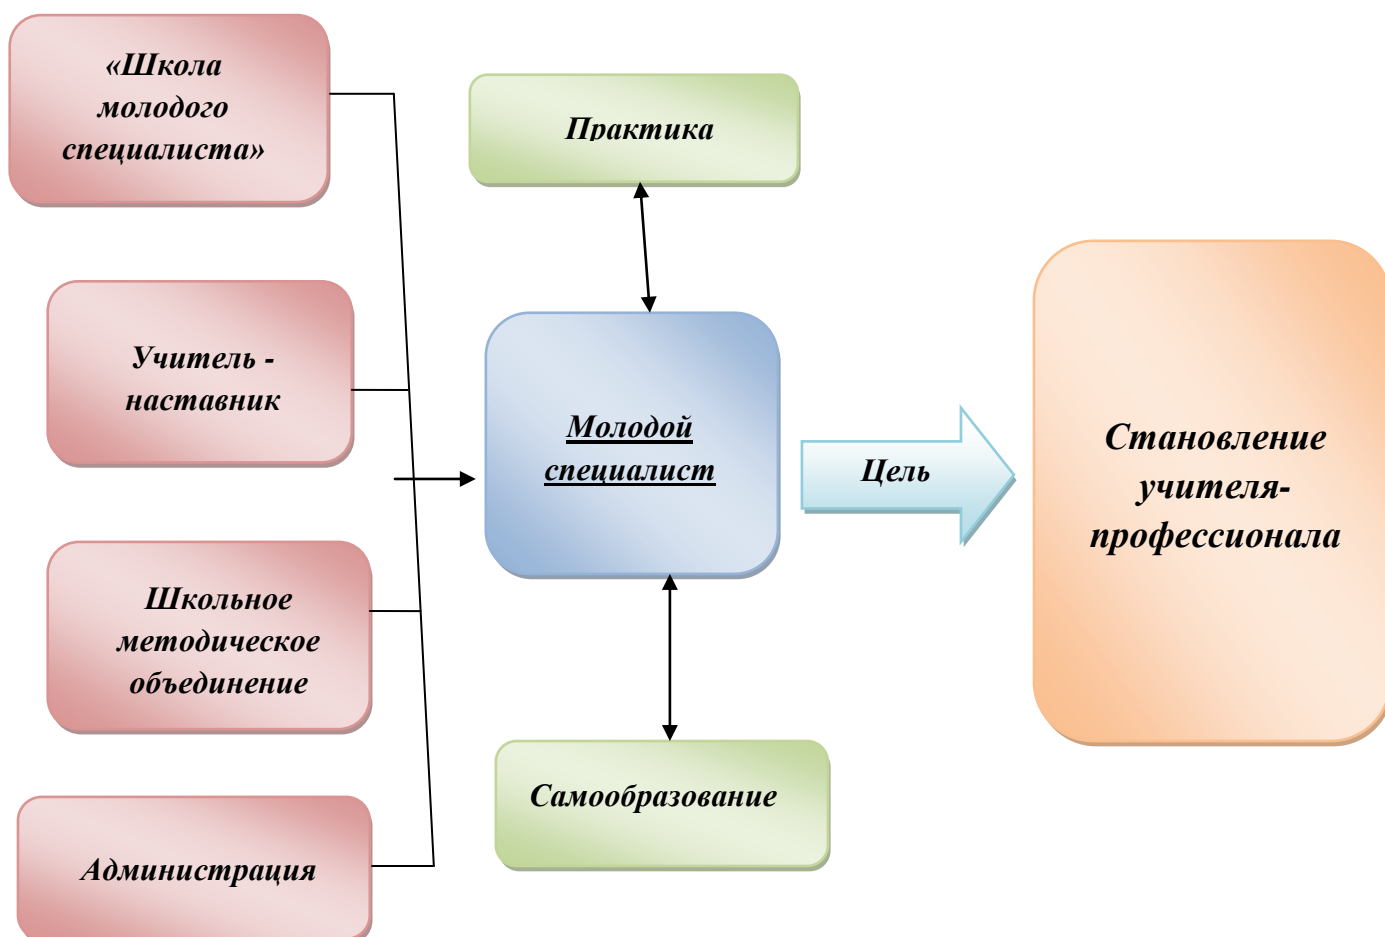 «Школа
молодого
специалиста»
Практика
Учитель -
наставник
Молодой
специалист
Цель
Становление
учителя-
профессионала
Школьное
методическое
объединение
Самообразование
Администрация